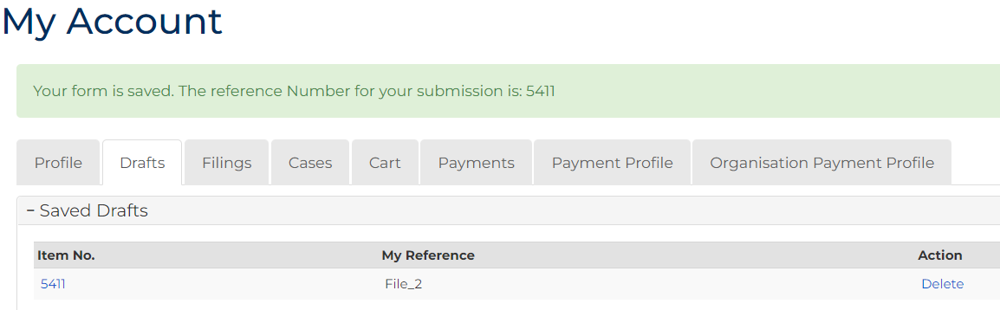 My Account
Your form is saved. The reference Number for your submission is: 5411
Profile Drafts Filings Cases Cart Payments Payment Profile Organisation Payment Profile
− Saved Drafts
Item No. My Reference Action
5411 File_2 Delete